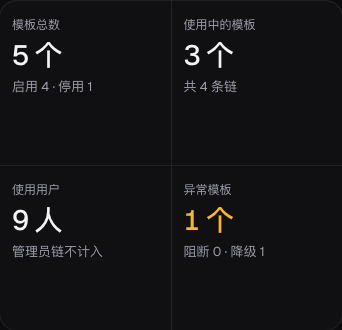 模板总数
5 个
启用 4 · 停用 1
使用中的模板
3 个
共 4 条链
使用用户
9 人
管理员链不计入
异常模板
1 个
阻断 0 · 降级 1